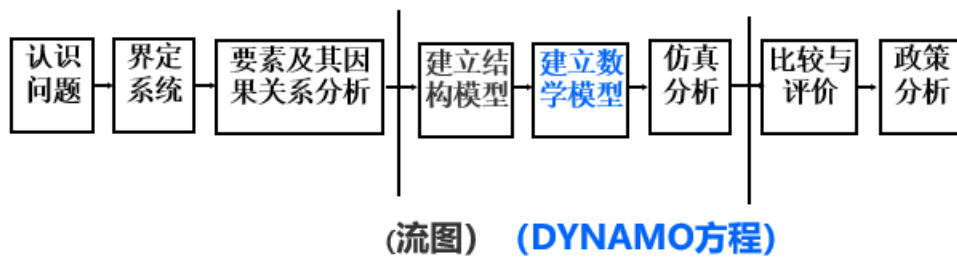 认识
问题
界定
系统
要素及其因
果关系分析
建立结
构模型
建立数
学模型
仿真
分析
比较与
评价
政策
分析
(流图)
（DYNAMO方程）